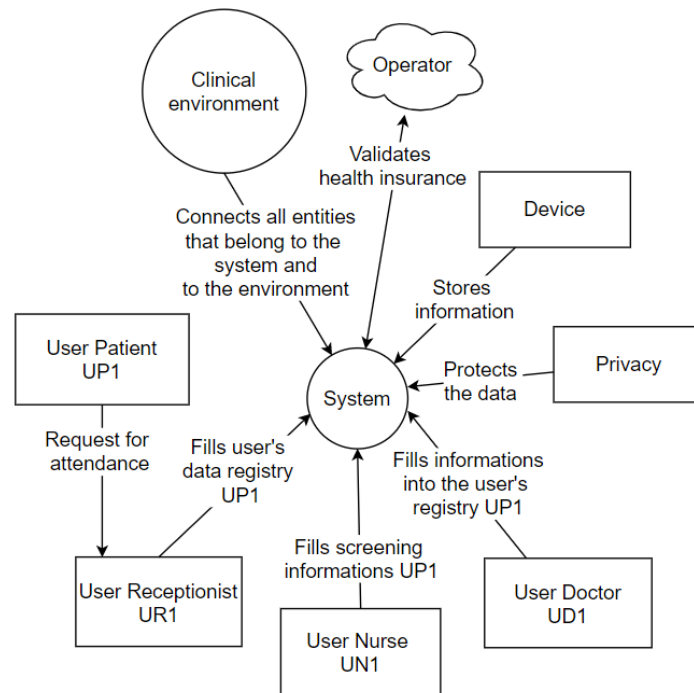 Clinical
environment
Operator
Validates
health insurance
Connects all entities
that belong to the
system and
to the environment
Device
Stores
information
User Patient
UP1
System
Protects
the data
Privacy
Request for
attendance
Fills user's
data registry
UP1
Fills informations
into the user's
registry UP1
Fills screening
informations UP1
User Receptionist
UR1
User Nurse
UN1
User Doctor
UD1